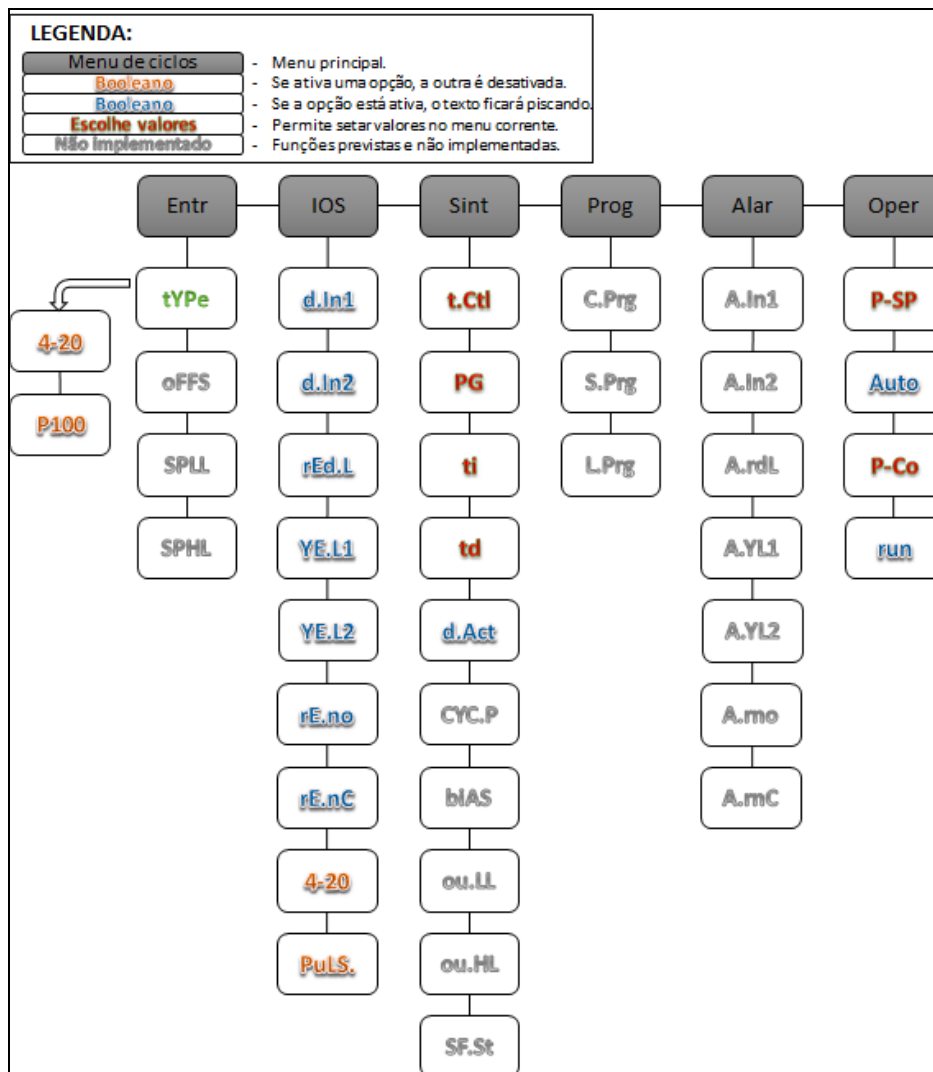 LEGENDA:
Menu de ciclos - Menu principal.
Booleano - Se ativa uma opção, a outra é desativada.
Booleano - Se a opção está ativa, o texto ficará piscando.
Escolhe valores - Permite setar valores no menu corrente.
Não implementado - Funções previstas e não implementadas.
Entr IOS Sint Prog Alar Oper
tYPe d.In1 t.Ctl C.Prg A.In1 P-SP
4-20
oFFS d.In2 PG S.Prg A.In2 Auto
P100
SPLL rEd.L ti L.Prg A.rdL P-Co
SPHL YE.L1 td A.YL1 run
YE.L2 d.Act A.YL2
rE.no CYC.P A.rno
rE.nC bIAS A.rnC
4-20 ou.LL
PuLS. ou.HL
SF.St